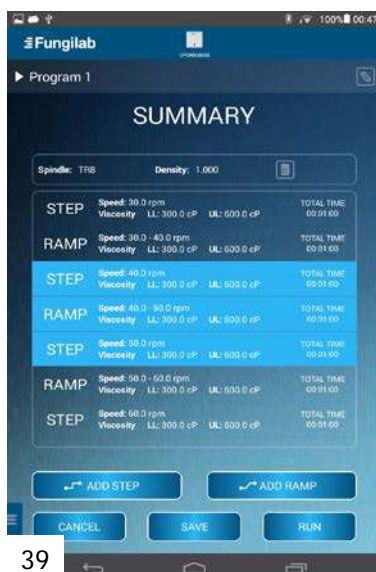 100% 00:47
Fungilab
Program 1
SUMMARY
Spindle: TR8 Density: 1.000
STEP Speed: 30.0 rpm TOTAL TIME
Viscosity LL: 300.0 cP UL: 600.0 cP 00:01:00
RAMP Speed: 30.0 - 40.0 rpm TOTAL TIME
Viscosity LL: 300.0 cP UL: 600.0 cP 00:01:00
STEP Speed: 40.0 rpm TOTAL TIME
Viscosity LL: 300.0 cP UL: 600.0 cP 00:01:00
RAMP Speed: 40.0 - 50.0 rpm TOTAL TIME
Viscosity LL: 300.0 cP UL: 600.0 cP 00:01:00
STEP Speed: 50.0 rpm TOTAL TIME
Viscosity LL: 300.0 cP UL: 600.0 cP 00:01:00
RAMP Speed: 50.0 - 60.0 rpm TOTAL TIME
Viscosity LL: 300.0 cP UL: 600.0 cP 00:01:00
STEP Speed: 60.0 rpm TOTAL TIME
Viscosity LL: 300.0 cP UL: 600.0 cP 00:01:00
ADD STEP ADD RAMP
CANCEL SAVE RUN
39